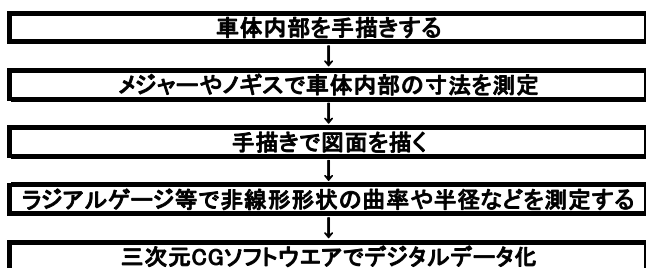 車体内部を手描きする
↓
メジャーやノギスで車体内部の寸法を測定
↓
手描きで図面を描く
↓
ラジアルゲージ等で非線形形状の曲率や半径などを測定する
↓
三次元CGソフトウエアでデジタルデータ化